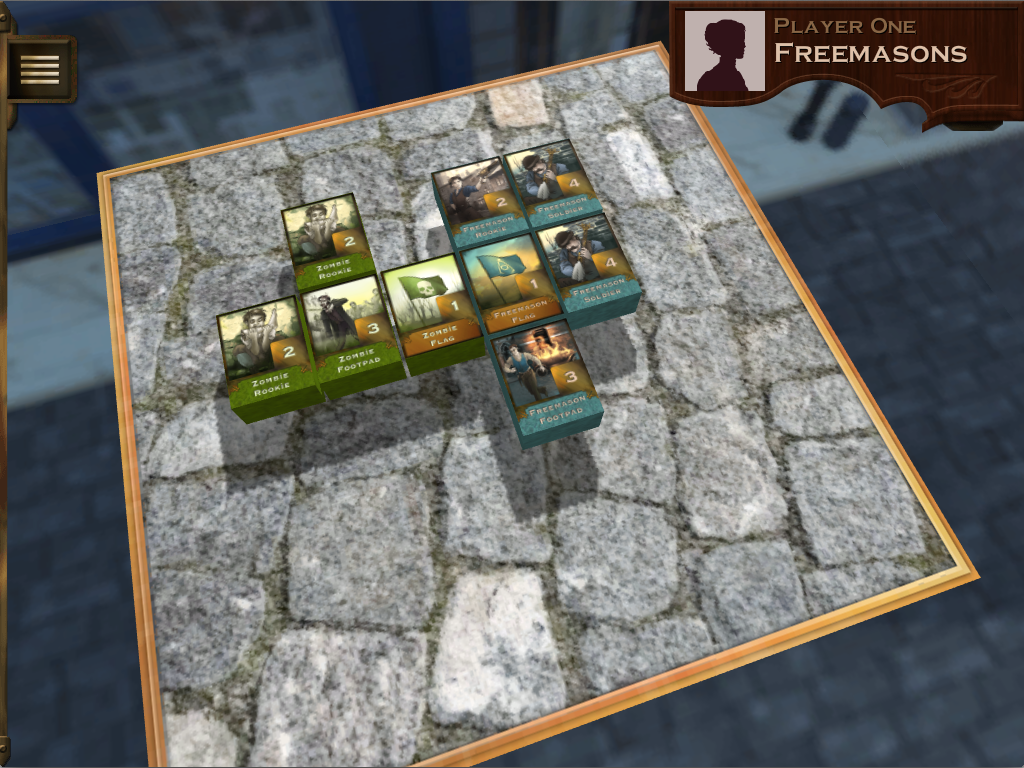 PLAYER ONE
FREEMASONS
4
FREEMASON
SOLDIER
2
FREEMASON
ROOKIE
2
ZOMBIE
ROOKIE
4
FREEMASON
SOLDIER
1
FREEMASON
FLAG
1
ZOMBIE
FLAG
3
ZOMBIE
FOOTPAD
2
ZOMBIE
ROOKIE
3
FREEMASON
FOOTPAD